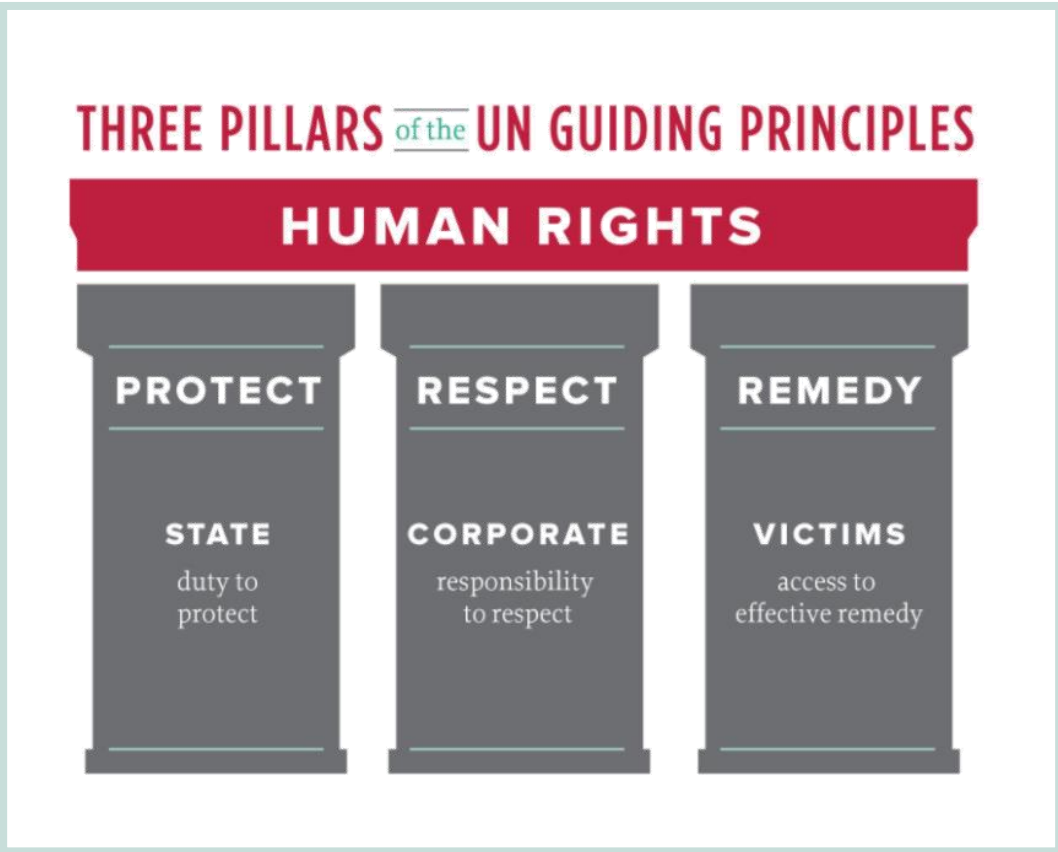 THREE PILLARS of the UN GUIDING PRINCIPLES
HUMAN RIGHTS
PROTECT
STATE
duty to
protect
RESPECT
CORPORATE
responsibility
to respect
REMEDY
VICTIMS
access to
effective remedy